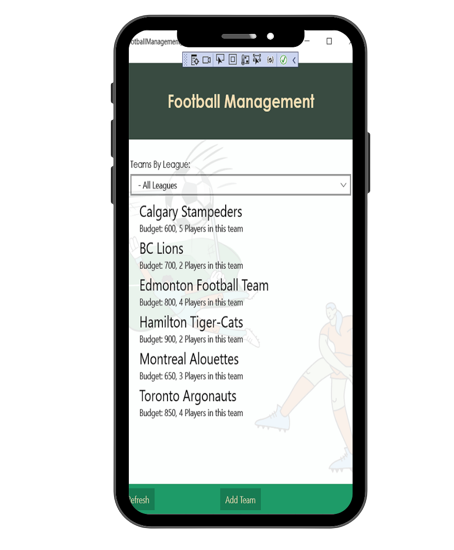 ootballManagement
Football Management
Teams By League:
- All Leagues
Calgary Stampeders
Budget: 600, 5 Players in this team
BC Lions
Budget: 700, 2 Players in this team
Edmonton Football Team
Budget: 800, 4 Players in this team
Hamilton Tiger-Cats
Budget: 900, 2 Players in this team
Montreal Alouettes
Budget: 650, 3 Players in this team
Toronto Argonauts
Budget: 850, 4 Players in this team
efresh Add Team